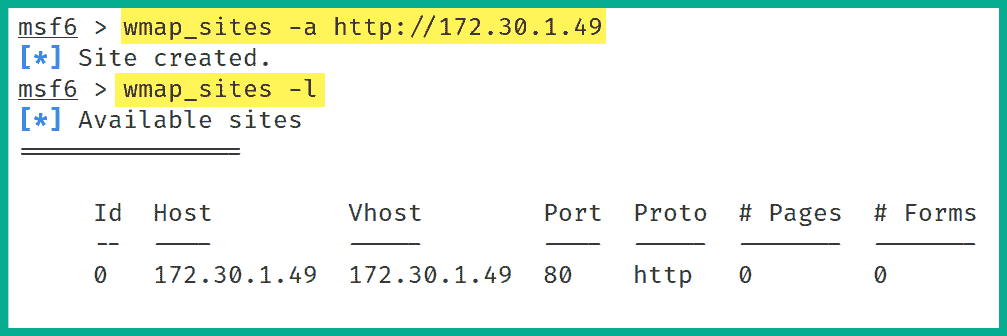 msf6 > wmap_sites -a http://172.30.1.49
[*] Site created.
msf6 > wmap_sites -l
[*] Available sites
===============
Id Host Vhost Port Proto # Pages # Forms
-- ---- ----- ---- ----- ------- -------
0 172.30.1.49 172.30.1.49 80 http 0 0